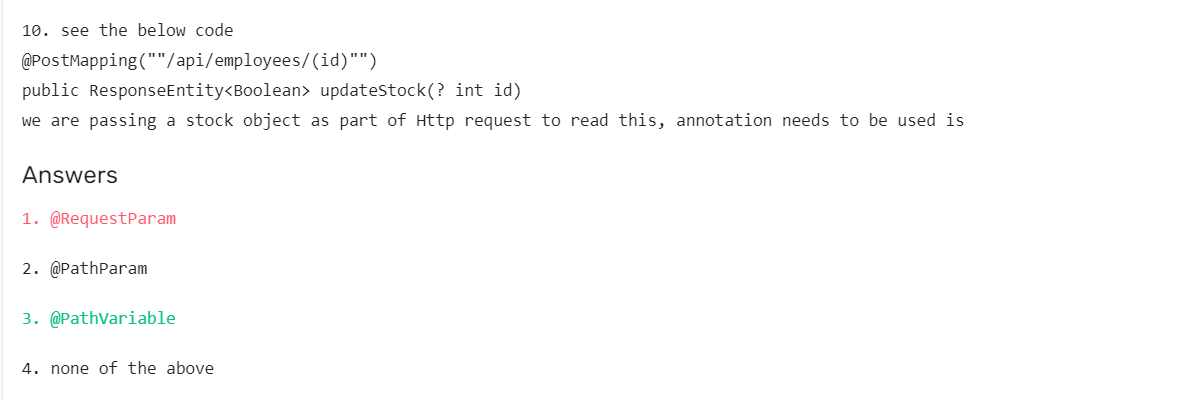 10. see the below code
@PostMapping(""/api/employees/(id)"")
public ResponseEntity<Boolean> updateStock(? int id)
we are passing a stock object as part of Http request to read this, annotation needs to be used is
Answers
1. @RequestParam
2. @PathParam
3. @PathVariable
4. none of the above